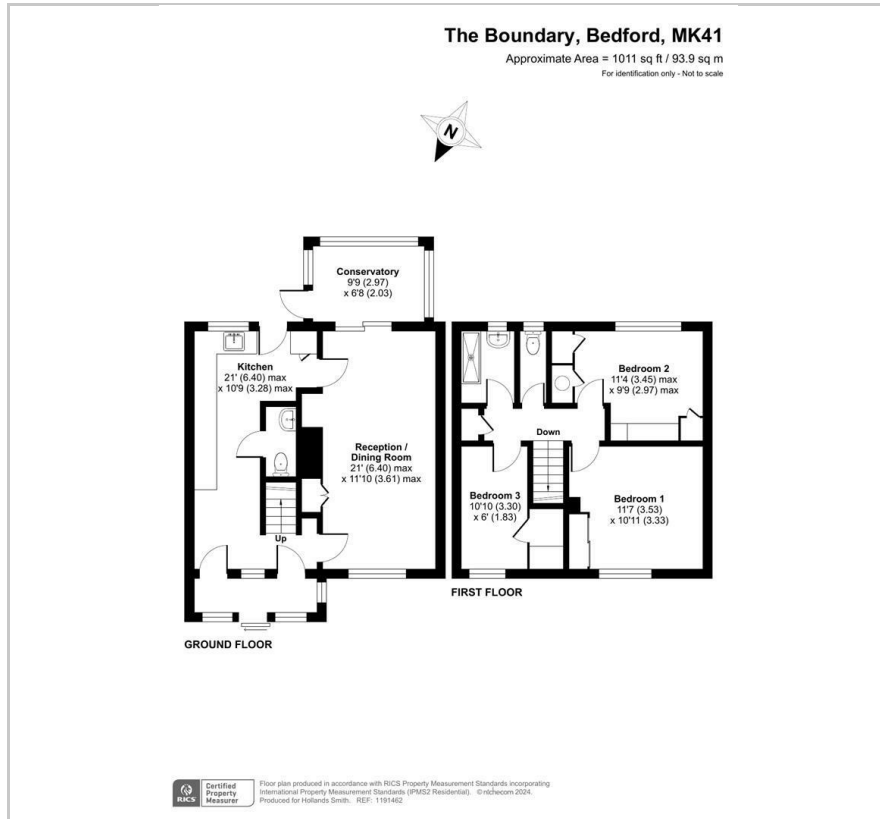 The Boundary, Bedford, MK41
Approximate Area = 1011 sq ft / 93.9 sq m
For identification only - Not to scale
N
Conservatory
9'9 (2.97)
x 6'8 (2.03)
Kitchen
21' (6.40) max
x 10'9 (3.28) max
Reception /
Dining Room
21' (6.40) max
x 11'10 (3.61) max
Up
GROUND FLOOR
Bedroom 2
11'4 (3.45) max
x 9'9 (2.97) max
Down
Bedroom 3
10'10 (3.30)
x 6' (1.83)
Bedroom 1
11'7 (3.53)
x 10'11 (3.33)
FIRST FLOOR
RICS
Certified
Property
Measurer
Floor plan produced in accordance with RICS Property Measurement Standards incorporating
International Property Measurement Standards (IPMS2 Residential). © nichecom 2024.
Produced for Hollands Smith. REF: 1191462